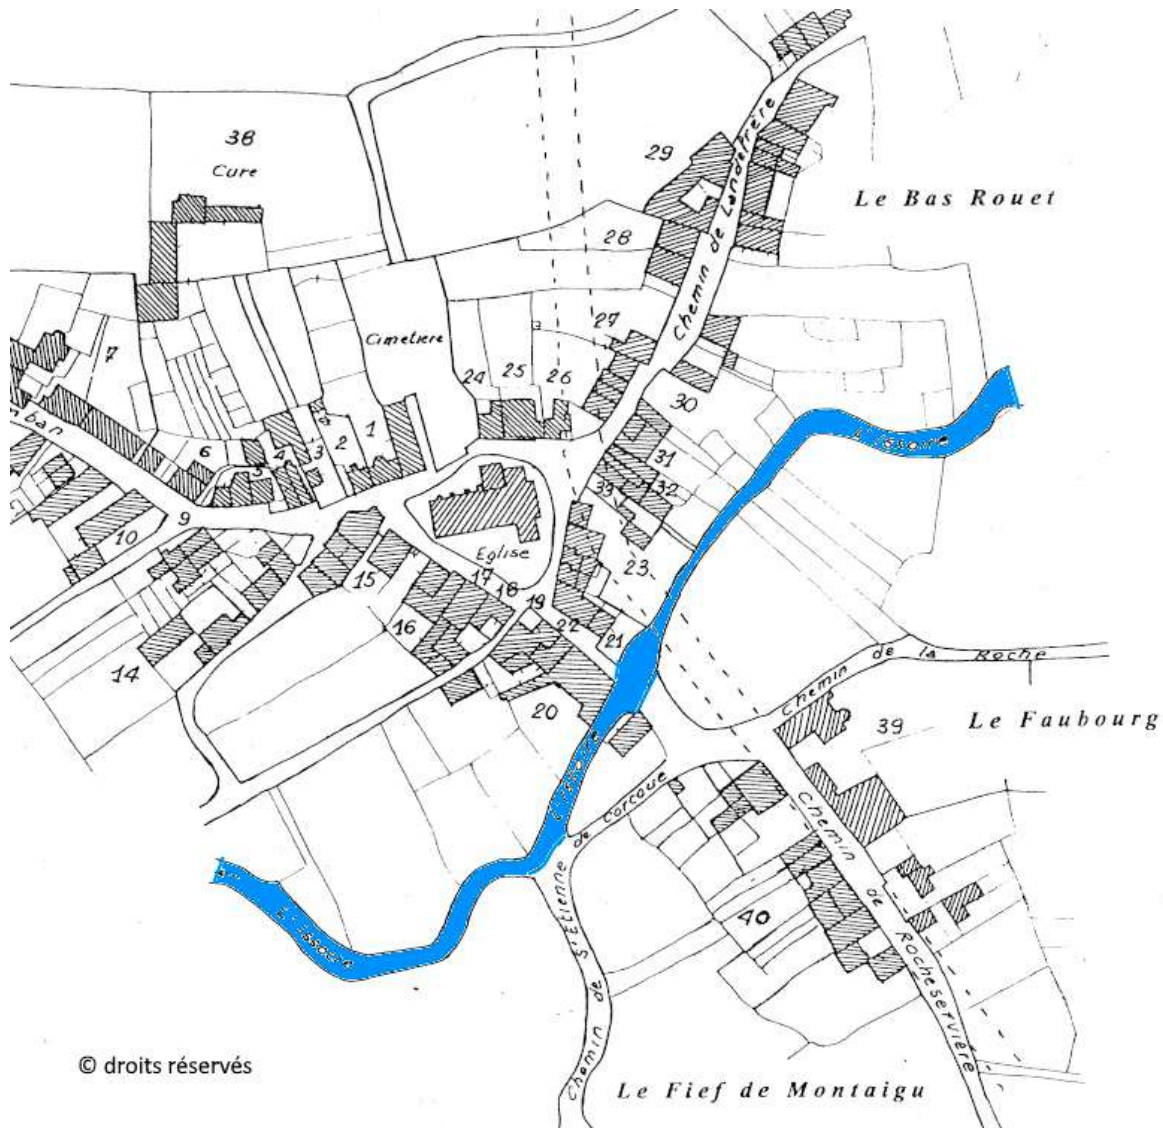 38
Cure
29
Le Bas Rouet
Chemin de Landefrère
28
27
7
Cimetiere
24
25
26
30
6
5
4
3
2
1
31
32
33
L'Issoire
9
10
Eglise
23
17
18
19
15
16
22
21
14
20
Chemin de la Roche
39
Le Faubourg
L'Issoire
Chemin de St Etienne de Corcoué
Chemin de Rocheservière
40
L'Issoire
© droits réservés
Le Fief de Montaigu